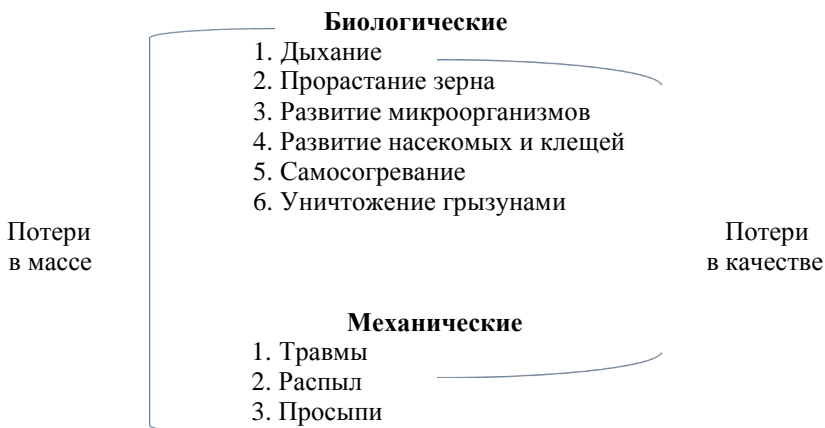 Биологические
1. Дыхание
2. Прорастание зерна
3. Развитие микроорганизмов
4. Развитие насекомых и клещей
5. Самосогревание
6. Уничтожение грызунами
Потери
в массе
Потери
в качестве
Механические
1. Травмы
2. Распыл
3. Просыпи